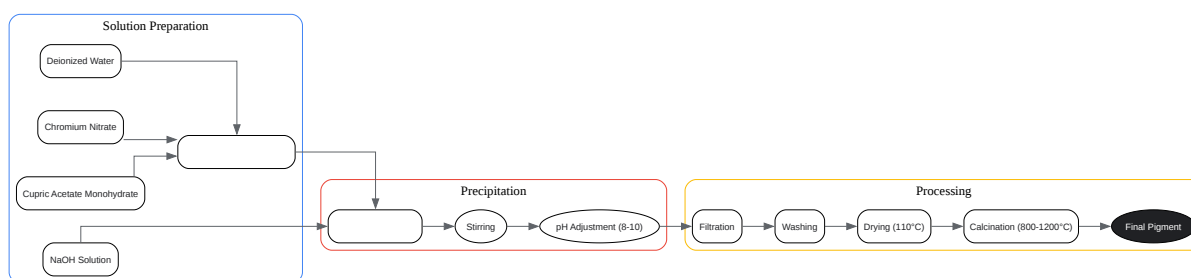 Solution Preparation
Deionized Water
Chromium Nitrate
Cupric Acetate Monohydrate
NaOH Solution
Precipitation
Stirring
pH Adjustment (8-10)
Processing
Filtration
Washing
Drying (110°C)
Calcination (800-1200°C)
Final Pigment